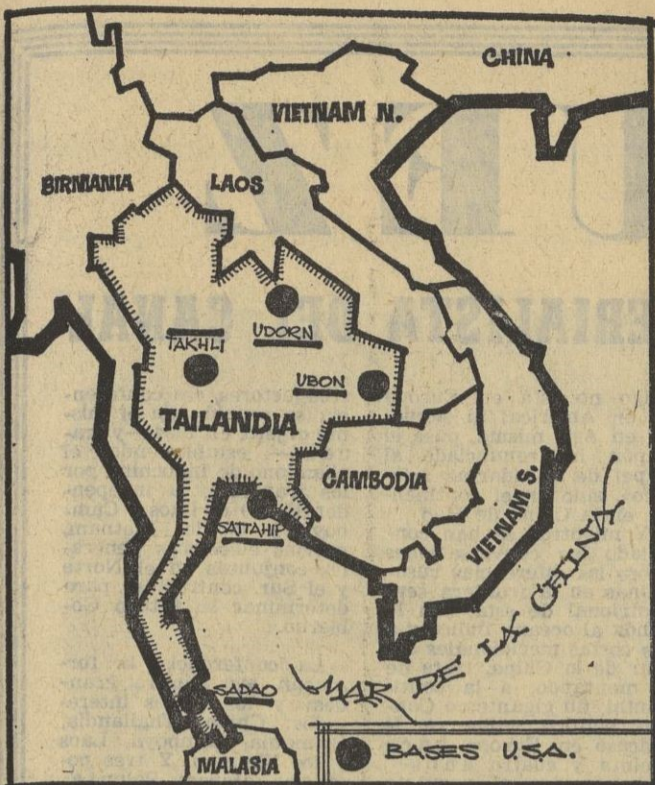 CHINA
VIETNAM N.
BIRMANIA
LAOS
UDORN
TAKHLI
UBON
TAILANDIA
CAMBODIA
VIETNAM S.
SATTAHIP
MAR DE LA CHINA
SADAO
MALASIA
BASES U.S.A.